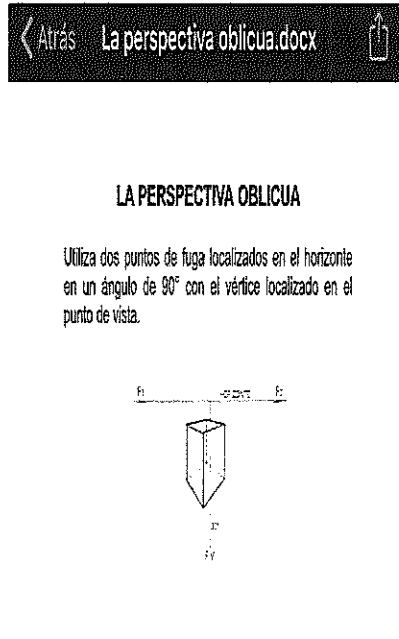 Atrás La perspectiva oblicua.docx
LA PERSPECTIVA OBLICUA
Utiliza dos puntos de fuga localizados en el horizonte
en un ángulo de 90° con el vértice localizado en el
punto de vista.